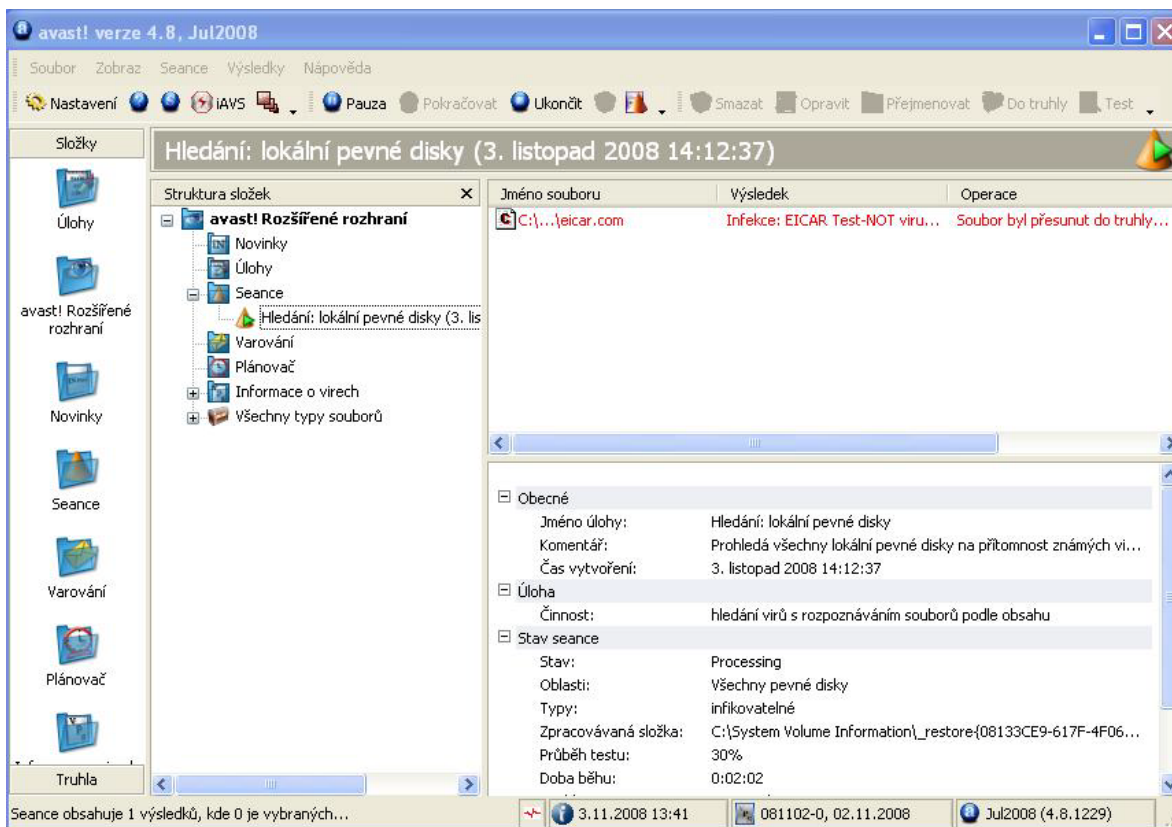 avast! verze 4.8, Jul2008
Soubor Zobraz Seance Výsledky Nápověda
Nastavení iAVS Pauza Pokračovat Ukončit Smazat Opravit Přejmenovat Do truhly Test
Složky
Úlohy
avast! Rozšířené
rozhraní
Novinky
Seance
Varování
Plánovač
Truhla
Hledání: lokální pevné disky (3. listopad 2008 14:12:37)
Struktura složek
avast! Rozšířené rozhraní
Novinky
Úlohy
Seance
Hledání: lokální pevné disky (3. lis
Varování
Plánovač
Informace o virech
Všechny typy souborů
Jméno souboru Výsledek Operace
C:\...\eicar.com Infekce: EICAR Test-NOT viru... Soubor byl přesunut do truhly...
Obecné
Jméno úlohy: Hledání: lokální pevné disky
Komentář: Prohledá všechny lokální pevné disky na přítomnost známých vi...
Čas vytvoření: 3. listopad 2008 14:12:37
Úloha
Činnost: hledání virů s rozpoznáváním souborů podle obsahu
Stav seance
Stav: Processing
Oblasti: Všechny pevné disky
Typy: infikovatelné
Zpracovávaná složka: C:\System Volume Information\_restore{08133CE9-617F-4F06...
Průběh testu: 30%
Doba běhu: 0:02:02
Seance obsahuje 1 výsledků, kde 0 je vybraných... 3.11.2008 13:41 081102-0, 02.11.2008 Jul2008 (4.8.1229)